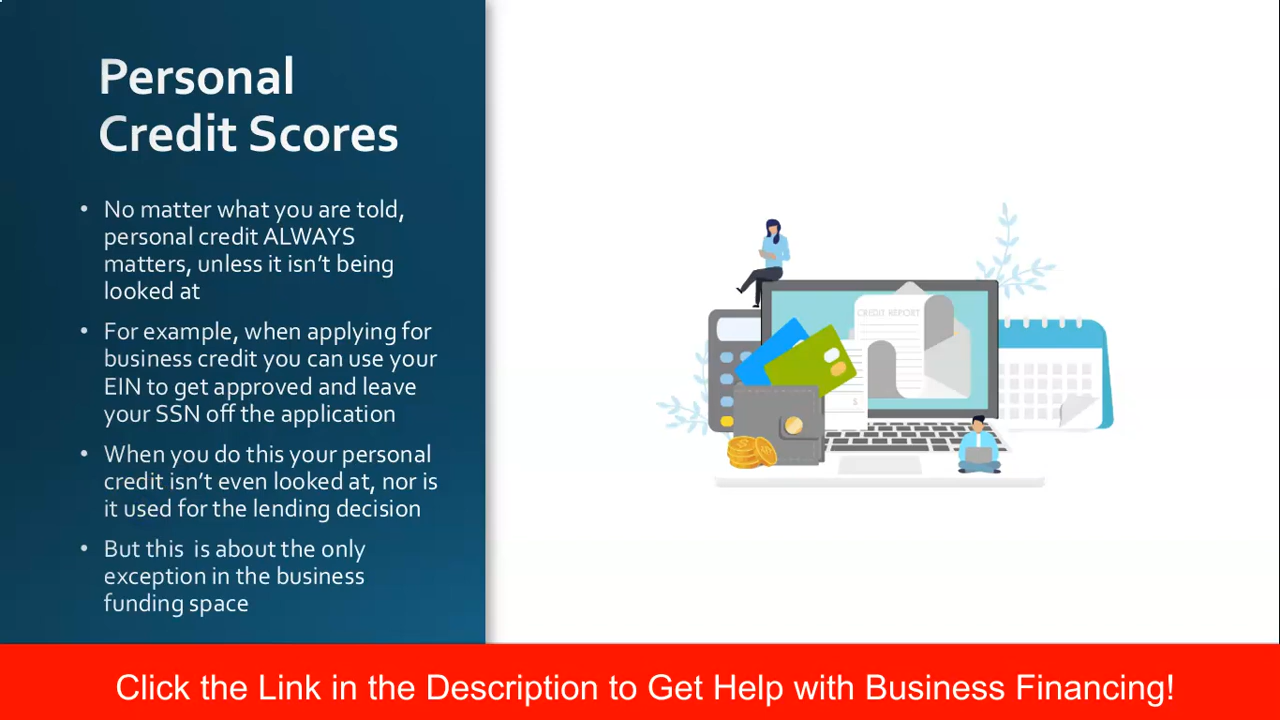 Personal
Credit Scores
• No matter what you are told,
personal credit ALWAYS
matters, unless it isn't being
looked at
• For example, when applying for
business credit you can use your
EIN to get approved and leave
your SSN off the application
• When you do this your personal
credit isn't even looked at, nor is
it used for the lending decision
• But this  is about the only
exception in the business
funding space
CREDIT REPORT
$
Click the Link in the Description to Get Help with Business Financing!